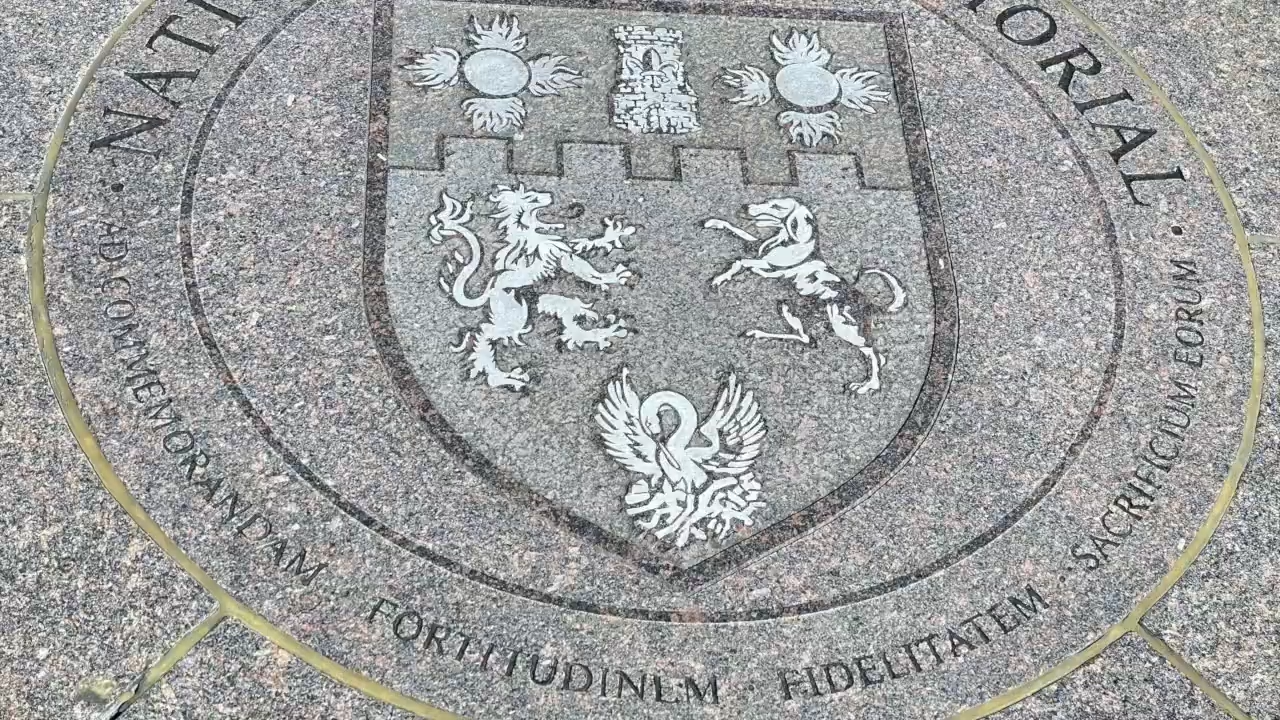 NATI
ORIAL
· AD COMMEMORANDAM FORTITUDINEM · FIDELITATEM · SACRIFICIUM EORUM ·